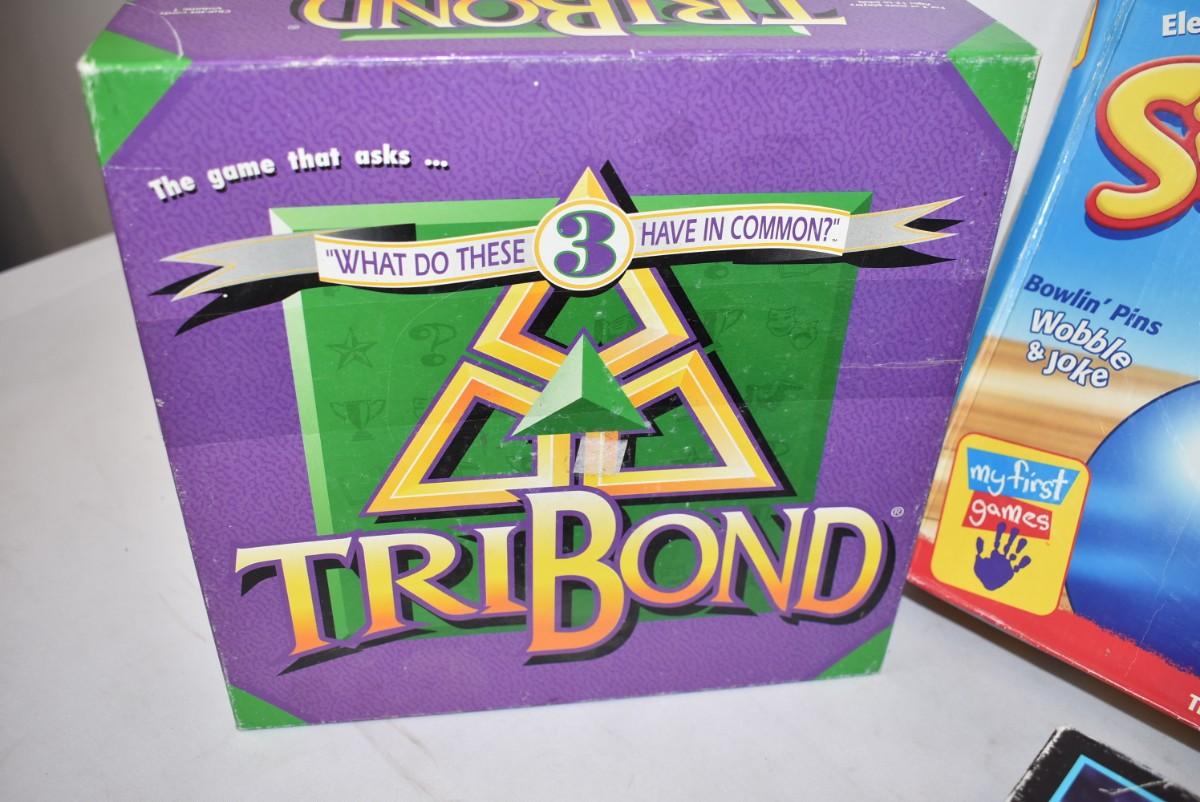 TRIBOND
The game that asks ...
"WHAT DO THESE 3 HAVE IN COMMON?"
TRIBOND®
Ele
S
Bowlin' Pins
Wobble
& Joke
my first
games